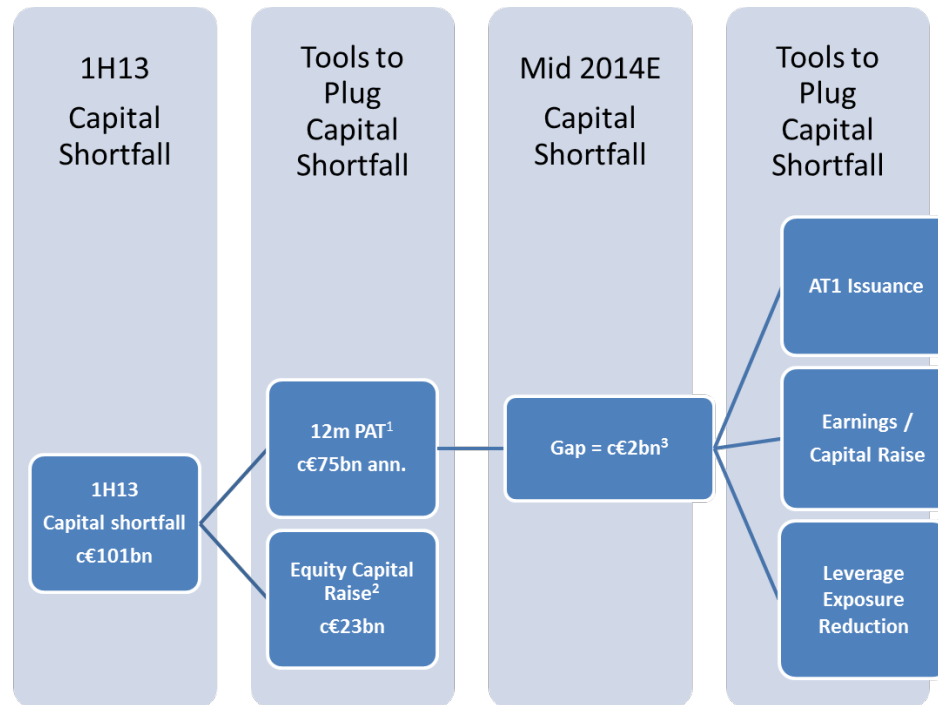 1H13
Capital
Shortfall
Tools to
Plug
Capital
Shortfall
Mid 2014E
Capital
Shortfall
Tools to
Plug
Capital
Shortfall
1H13
Capital shortfall
c€101bn
12m PAT¹
c€75bn ann.
Equity Capital
Raise²
c€23bn
Gap = c€2bn³
AT1 Issuance
Earnings /
Capital Raise
Leverage
Exposure
Reduction